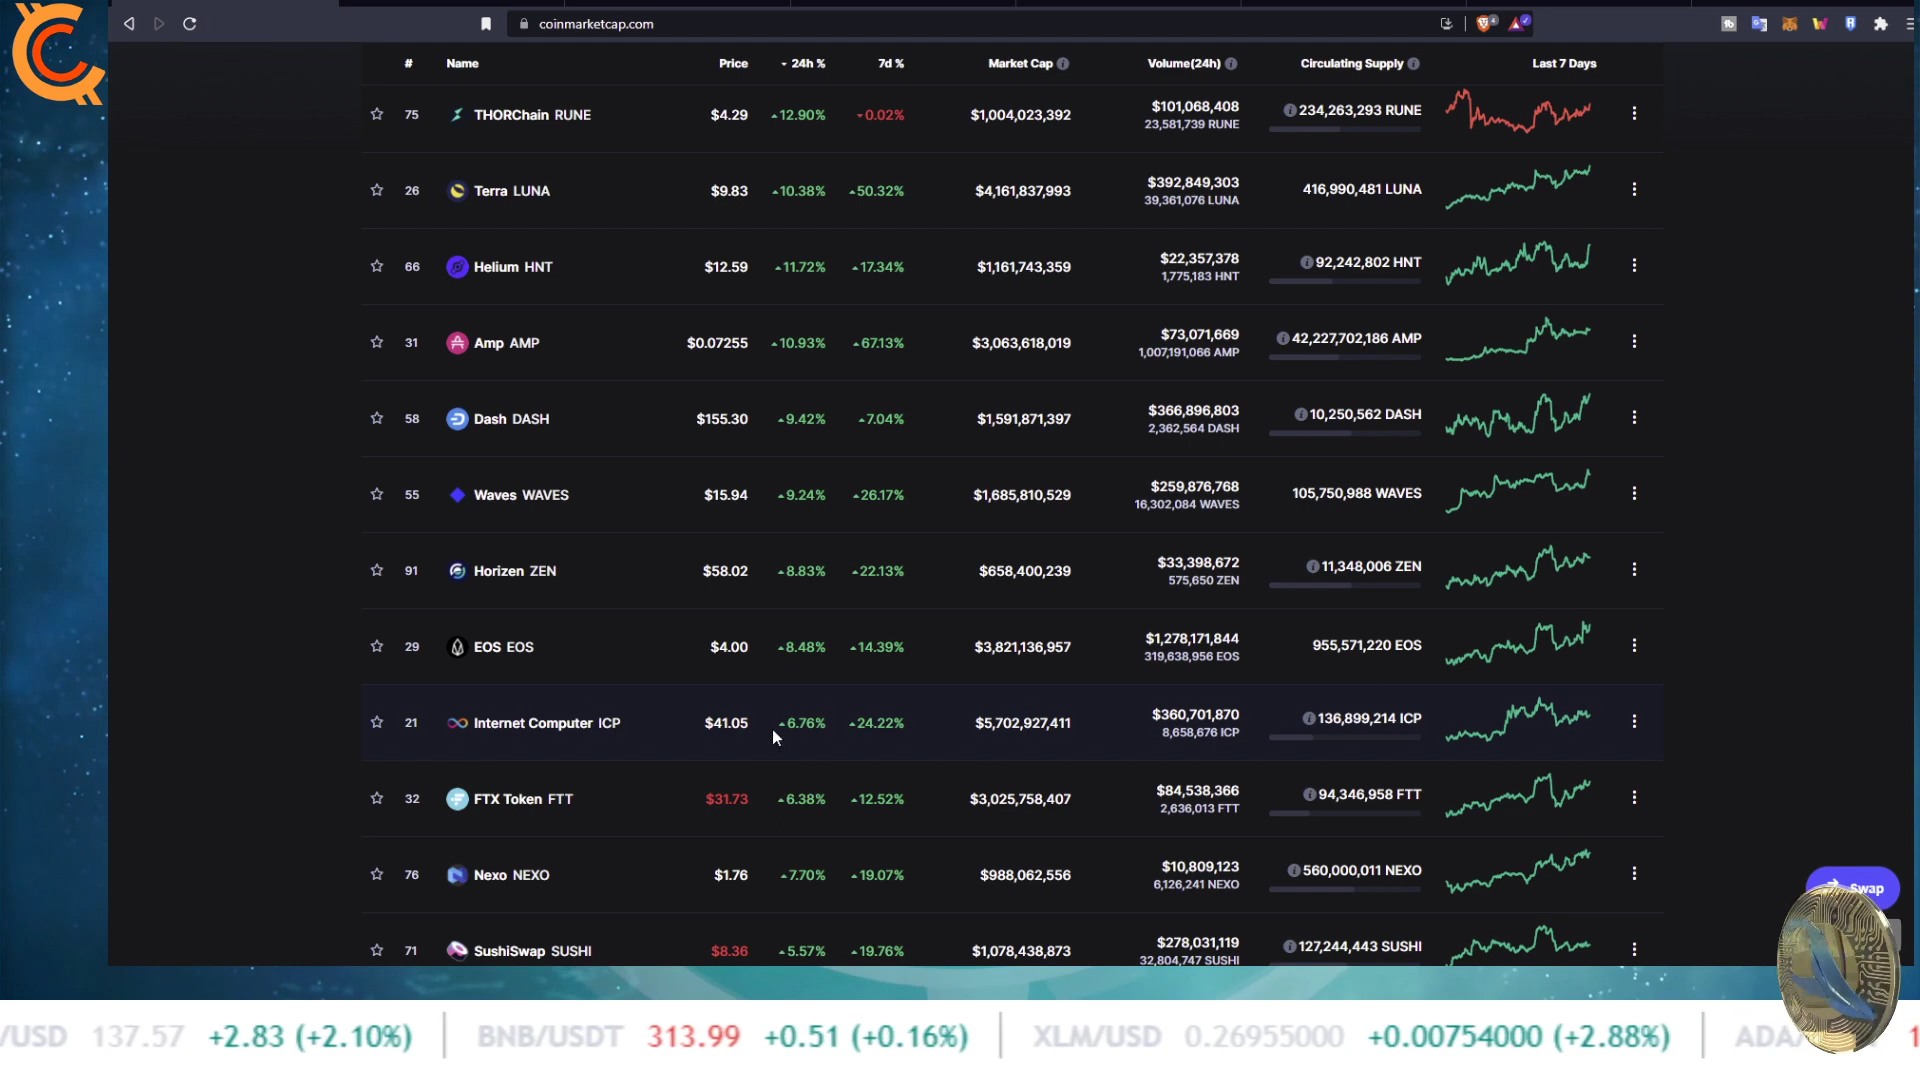 coinmarketcap.com
# Name Price 24h % 7d % Market Cap Volume(24h) Circulating Supply Last 7 Days
75 THORChain RUNE $4.29 12.90% 0.02% $1,004,023,392 $101,068,408 234,263,293 RUNE
23,581,739 RUNE
26 Terra LUNA $9.83 10.38% 50.32% $4,161,837,993 $392,849,303 416,990,481 LUNA
39,361,076 LUNA
66 Helium HNT $12.59 11.72% 17.34% $1,161,743,359 $22,357,378 92,242,802 HNT
1,775,183 HNT
31 Amp AMP $0.07255 10.93% 67.13% $3,063,618,019 $73,071,669 42,227,702,186 AMP
1,007,191,066 AMP
58 Dash DASH $155.30 9.42% 7.04% $1,591,871,397 $366,896,803 10,250,562 DASH
2,362,564 DASH
55 Waves WAVES $15.94 9.24% 26.17% $1,685,810,529 $259,876,768 105,750,988 WAVES
16,302,084 WAVES
91 Horizen ZEN $58.02 8.83% 22.13% $658,400,239 $33,398,672 11,348,006 ZEN
575,650 ZEN
29 EOS EOS $4.00 8.48% 14.39% $3,821,136,957 $1,278,171,844 955,571,220 EOS
319,638,956 EOS
21 Internet Computer ICP $41.05 6.76% 24.22% $5,702,927,411 $360,701,870 136,899,214 ICP
8,658,676 ICP
32 FTX Token FTT $31.73 6.38% 12.52% $3,025,758,407 $84,538,366 94,346,958 FTT
2,636,013 FTT
76 Nexo NEXO $1.76 7.70% 19.07% $988,062,556 $10,809,123 560,000,011 NEXO
6,126,241 NEXO
Swap
71 SushiSwap SUSHI $8.36 5.57% 19.76% $1,078,438,873 $278,031,119 127,244,443 SUSHI
32,804,747 SUSHI
/USD 137.57 +2.83 (+2.10%) BNB/USDT 313.99 +0.51 (+0.16%) XLM/USD 0.26955000 +0.00754000 (+2.88%) ADA/